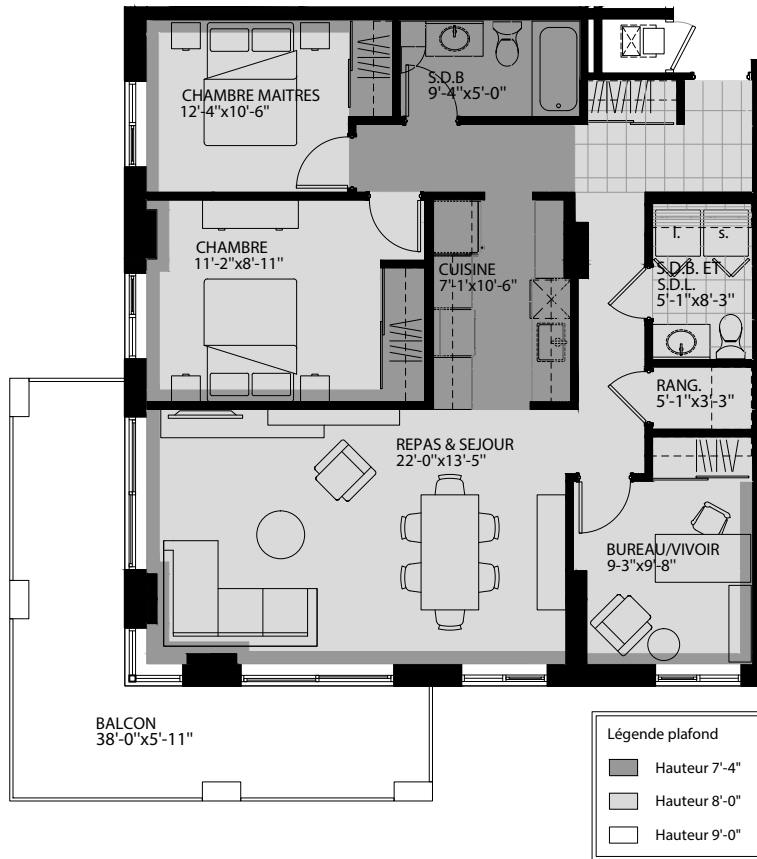 CHAMBRE MAITRES
12'-4"x10'-6"
S.D.B
9'-4"x5'-0"
CHAMBRE
11'-2"x8'-11"
CUISINE
7'-1"x10'-6"
l.
s.
S.D.B. ET
S.D.L.
5'-1"x8'-3"
RANG.
5'-1"x3'-3"
REPAS & SEJOUR
22'-0"x13'-5"
BUREAU/VIVOIR
9-3"x9'-8"
BALCON
38'-0"x5'-11"
Légende plafond
Hauteur 7'-4"
Hauteur 8'-0"
Hauteur 9'-0"